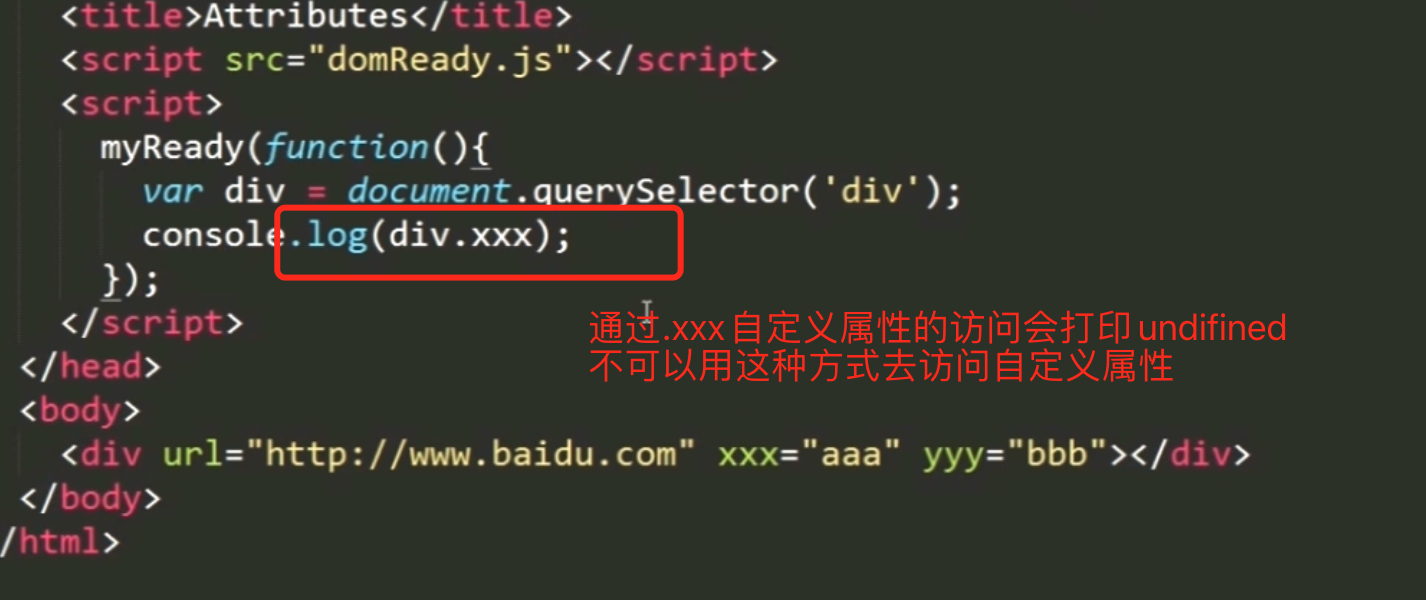 <title>Attributes</title>
<script src="domReady.js"></script>
<script>
myReady(function(){
var div = document.querySelector('div');
console.log(div.xxx);
});
</script>
通过.xxx自定义属性的访问会打印undifined
不可以用这种方式去访问自定义属性
</head>
<body>
<div url="http://www.baidu.com" xxx="aaa" yyy="bbb"></div>
</body>
/html>